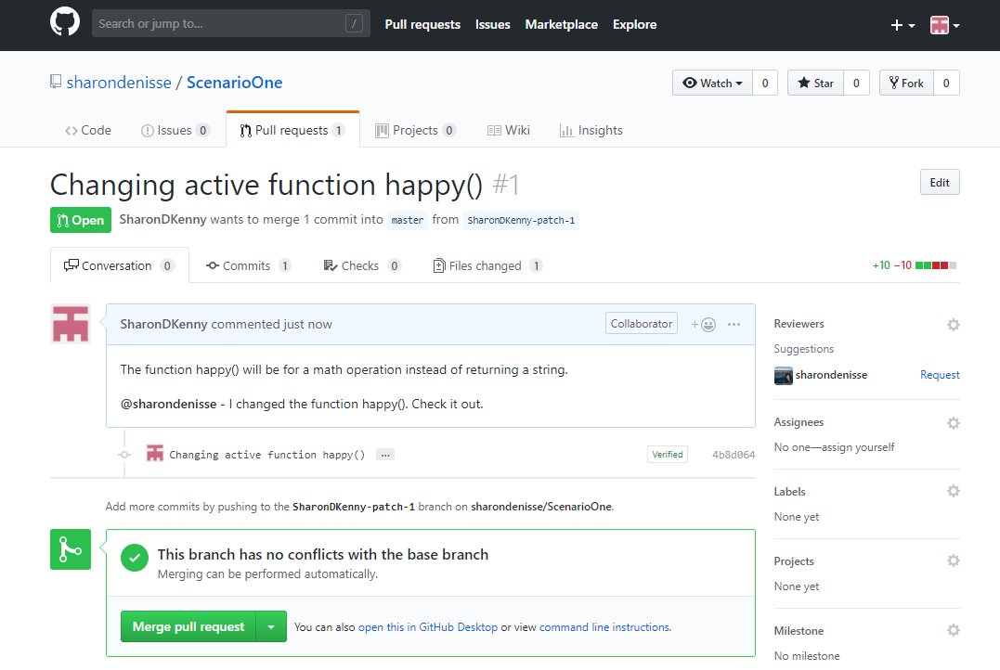 Search or jump to... / Pull requests Issues Marketplace Explore
sharondenisse / ScenarioOne Watch 0 Star 0 Fork 0
Code Issues 0 Pull requests 1 Projects 0 Wiki Insights
Changing active function happy() #1 Edit
Open SharonDKenny wants to merge 1 commit into master from SharonDKenny-patch-1
Conversation 0 Commits 1 Checks 0 Files changed 1 +10 −10
SharonDKenny commented just now Collaborator + ...
The function happy() will be for a math operation instead of returning a string.
@sharondenisse - I changed the function happy(). Check it out.
Changing active function happy() ... Verified 4b8d064
Add more commits by pushing to the SharonDKenny-patch-1 branch on sharondenisse/ScenarioOne.
This branch has no conflicts with the base branch
Merging can be performed automatically.
Merge pull request You can also open this in GitHub Desktop or view command line instructions.
Reviewers
Suggestions
sharondenisse Request
Assignees
No one—assign yourself
Labels
None yet
Projects
None yet
Milestone
No milestone